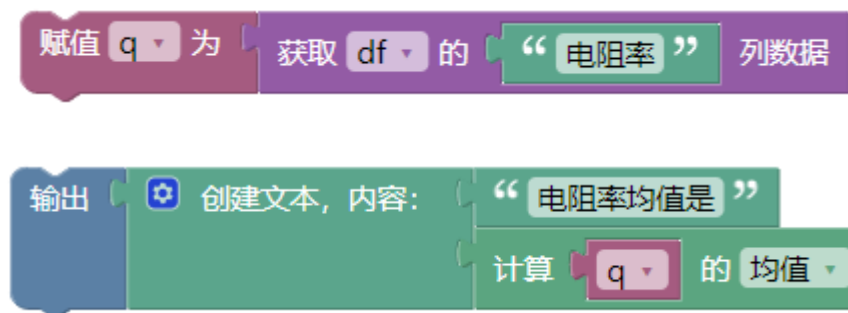 赋值 q 为 获取 df 的 “ 电阻率 ” 列数据
输出 创建文本，内容： “ 电阻率均值是 ”
计算 q 的 均值